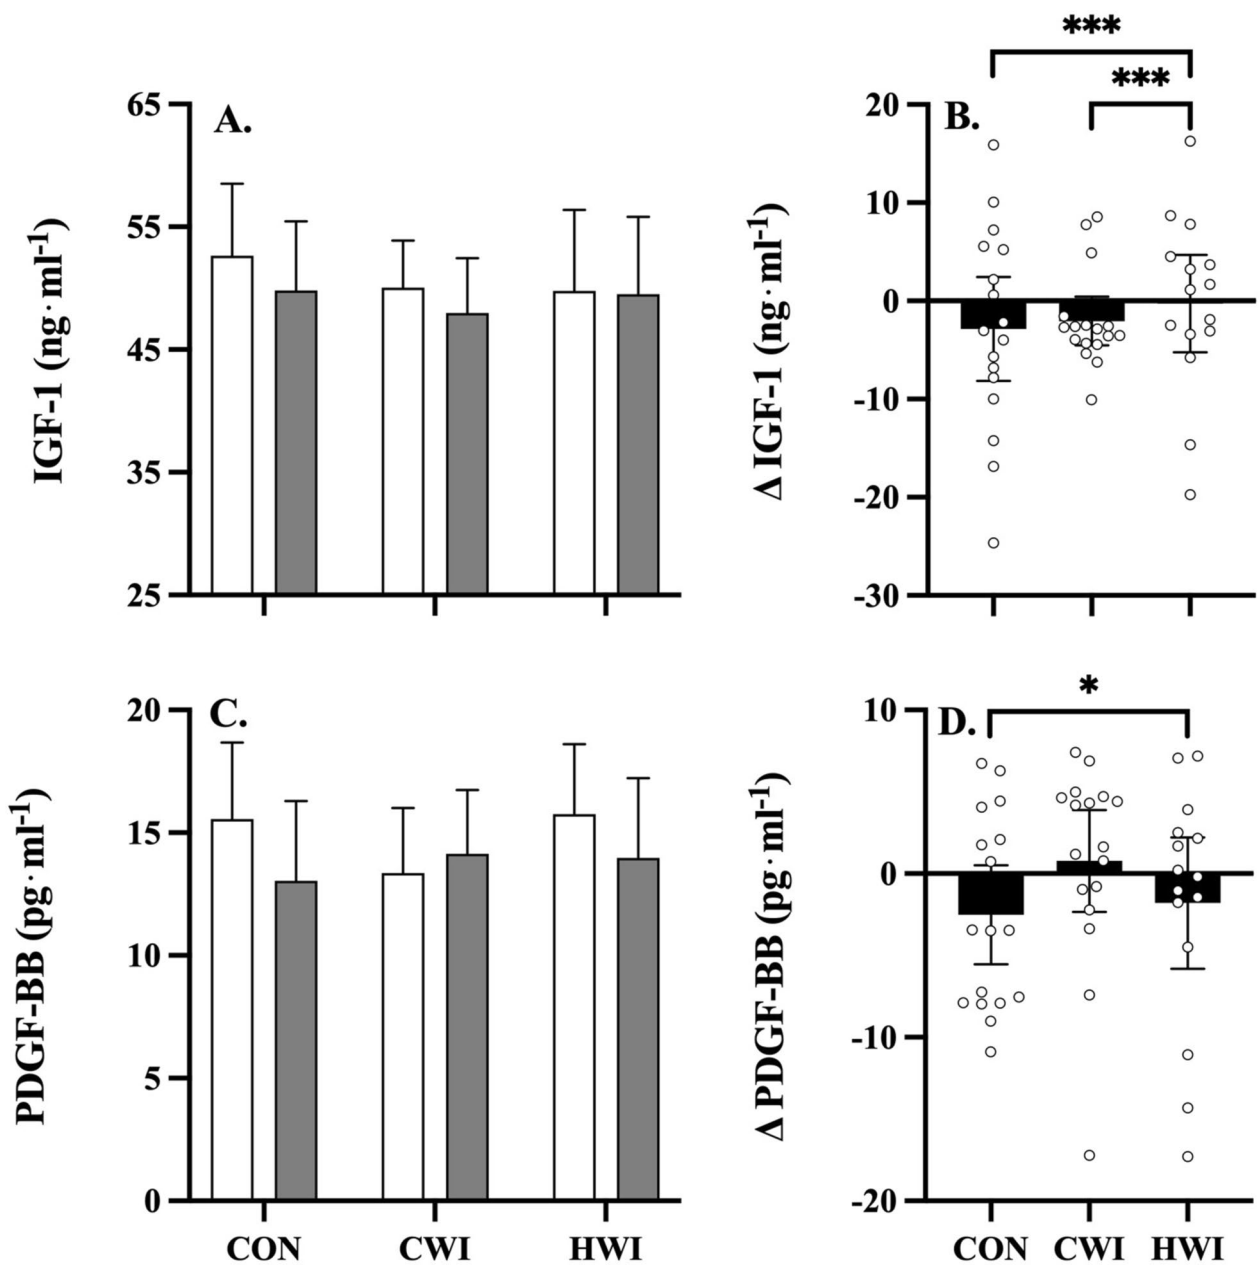 ***
***
A.
65
55
45
35
25
IGF-1 (ng·ml⁻¹)
B.
20
10
0
-10
-20
-30
Δ IGF-1 (ng·ml⁻¹)
C.
20
15
10
5
0
PDGF-BB (pg·ml⁻¹)
CON CWI HWI
*
D.
10
0
-10
-20
Δ PDGF-BB (pg·ml⁻¹)
CON CWI HWI